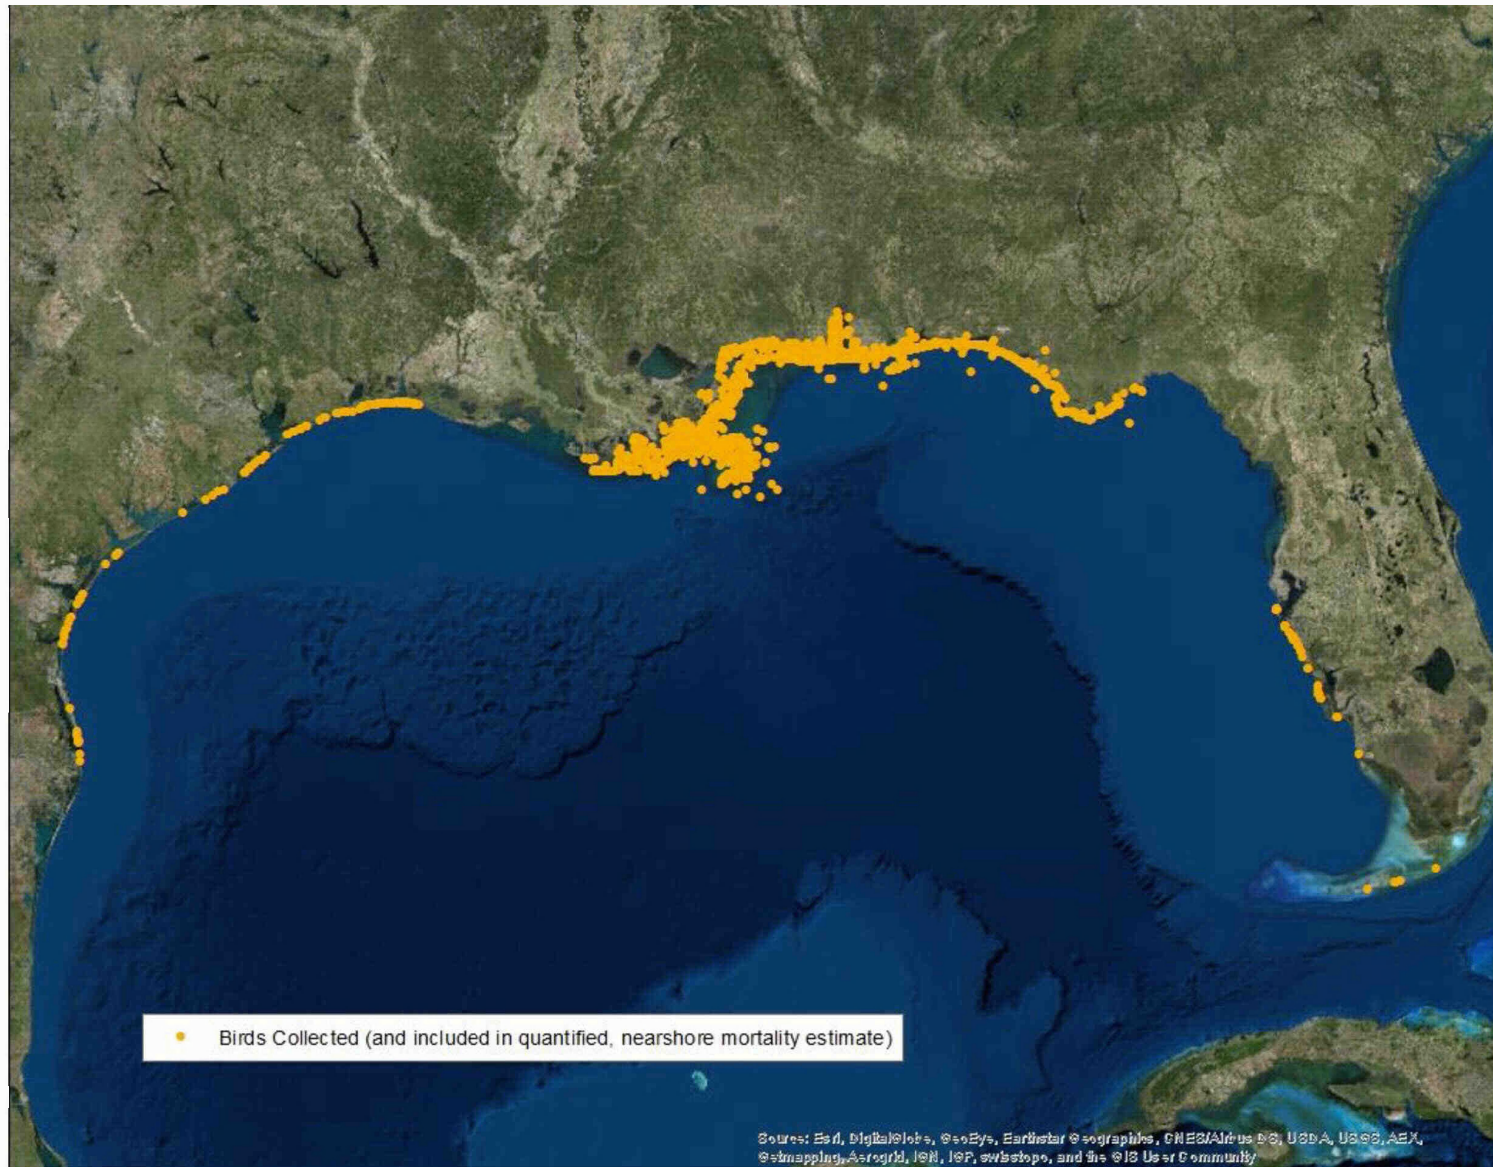 Birds Collected (and included in quantified, nearshore mortality estimate)
Source: Esri, DigitalGlobe, GeoEye, Earthstar Geographics, CNES/Airbus DS, USDA, USGS, AEX,
Getmapping, Aerogrid, IGN, IGP, swisstopo, and the GIS User Community